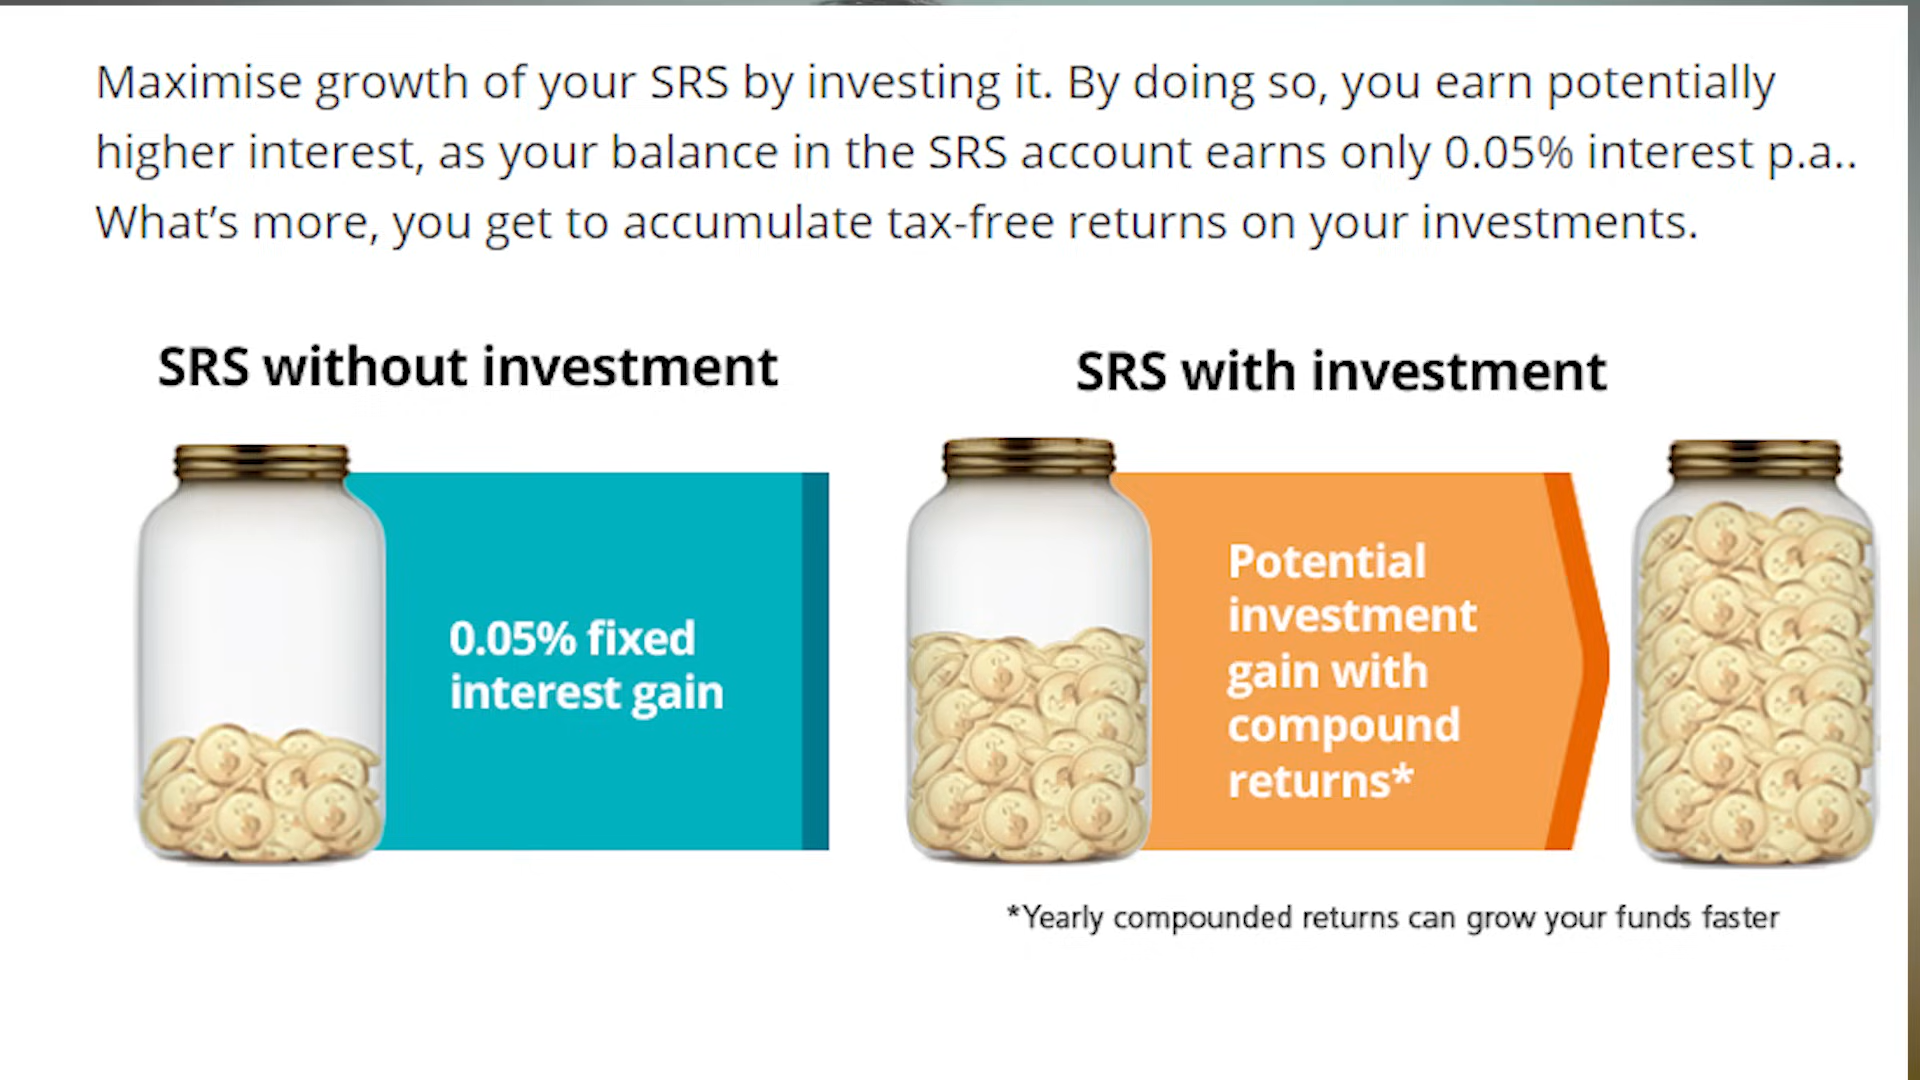 Maximise growth of your SRS by investing it. By doing so, you earn potentially
higher interest, as your balance in the SRS account earns only 0.05% interest p.a..
What’s more, you get to accumulate tax-free returns on your investments.
SRS without investment
SRS with investment
0.05% fixed
interest gain
Potential
investment
gain with
compound
returns*
*Yearly compounded returns can grow your funds faster